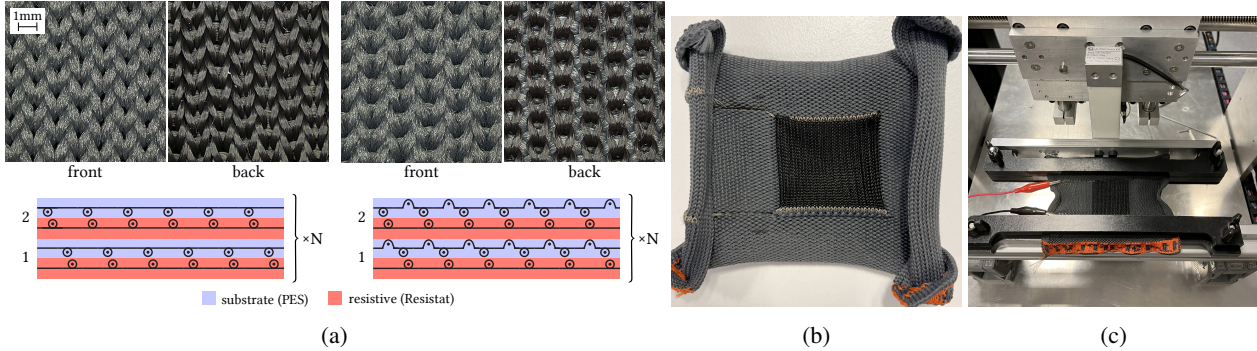 1mm
front
back
front
back
2
1
×N
2
1
×N
substrate (PES)
resistive (Resistat)
(a)
(b)
(c)